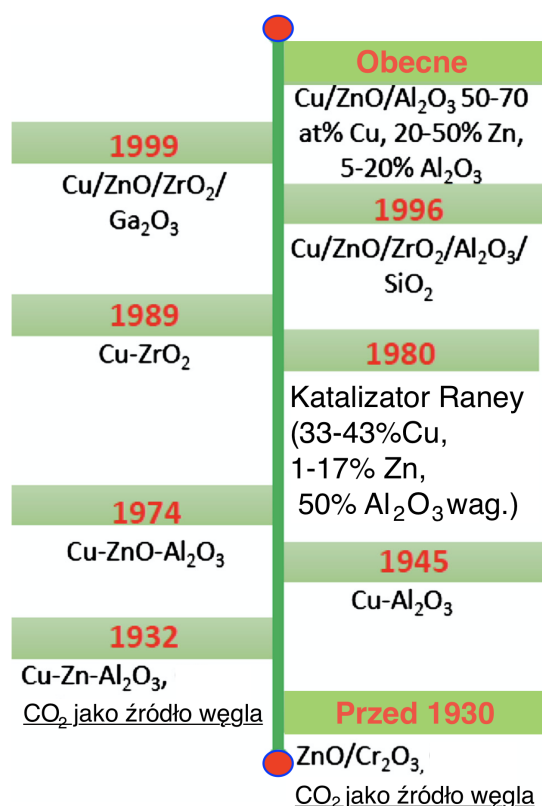 Obecne
Cu/ZnO/Al₂O₃ 50-70
at% Cu, 20-50% Zn,
5-20% Al₂O₃
1999
Cu/ZnO/ZrO₂/
Ga₂O₃
1996
Cu/ZnO/ZrO₂/Al₂O₃/
SiO₂
1989
Cu-ZrO₂
1980
Katalizator Raney
(33-43%Cu,
1-17% Zn,
50% Al₂O₃wag.)
1974
Cu-ZnO-Al₂O₃
1945
Cu-Al₂O₃
1932
Cu-Zn-Al₂O₃,
CO₂ jako źródło węgla
Przed 1930
ZnO/Cr₂O₃,
CO₂ jako źródło węgla